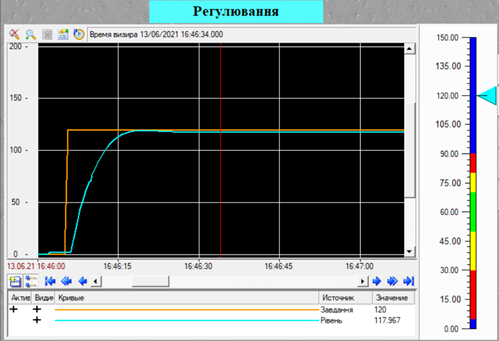 Регулювання
Время визира 13/06/2021 16:46:34.000
200
150
100
50
0
13.06.21 16:46:00 16:46:15 16:46:30 16:46:45 16:47:00
Актив Види Кривые Источник Значение
Завдання 120
Рівень 117.967
150.00
135.00
120.00
105.00
90.00
75.00
60.00
45.00
30.00
15.00
0.00